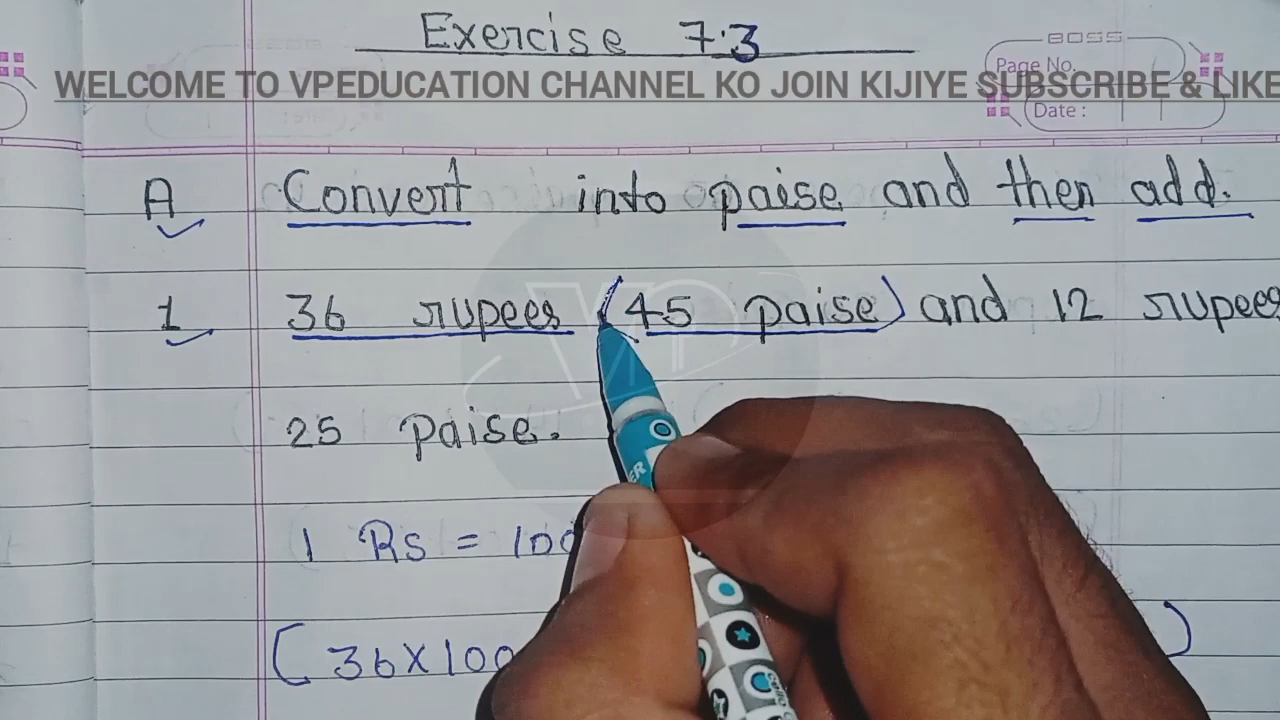 Exercise 7.3
BOSS
Page No.
WELCOME TO VPEDUCATION CHANNEL KO JOIN KIJIYE SUBSCRIBE & LIKE
Date :
A Convert into paise and then add.
1 36 rupees (45 paise) and 12 rupees
25 paise.
1 Rs = 100
(36X100 )